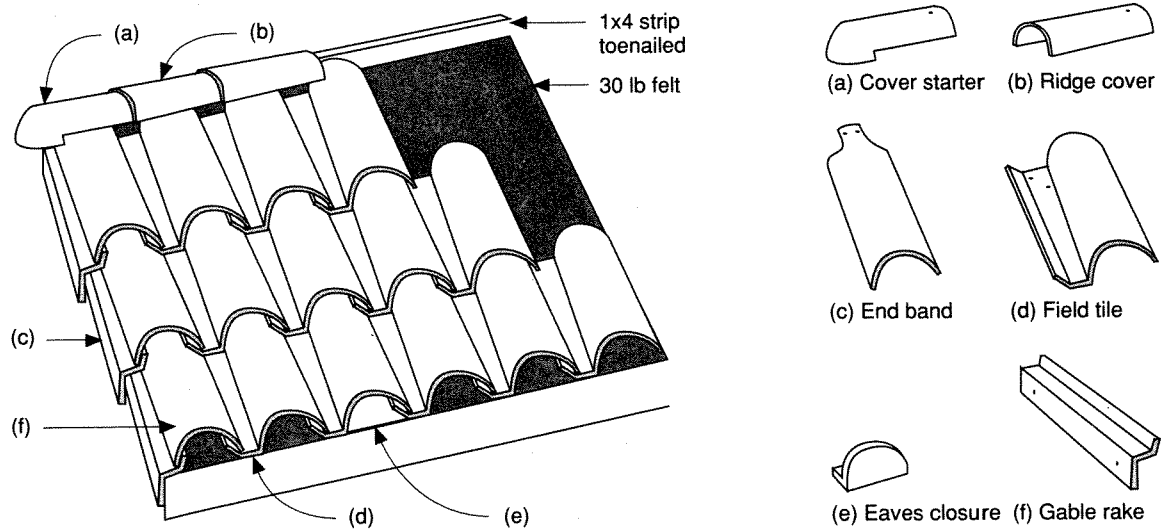 (a)
(b)
1x4 strip
toenailed
30 lb felt
(c)
(f)
(d)
(e)
(a) Cover starter
(b) Ridge cover
(c) End band
(d) Field tile
(e) Eaves closure
(f) Gable rake